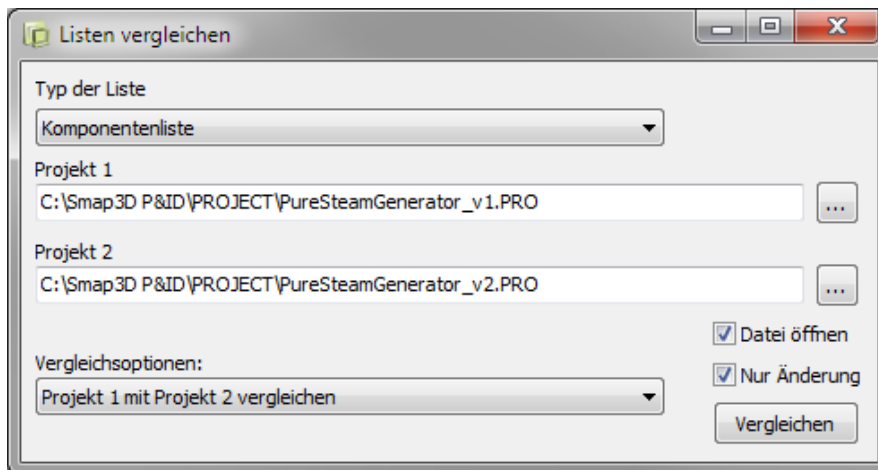 Listen vergleichen
Typ der Liste
Komponentenliste
Projekt 1
C:\Smap3D P&ID\PROJECT\PureSteamGenerator_v1.PRO
...
Projekt 2
C:\Smap3D P&ID\PROJECT\PureSteamGenerator_v2.PRO
...
Datei öffnen
Vergleichsoptionen:
Nur Änderung
Projekt 1 mit Projekt 2 vergleichen
Vergleichen